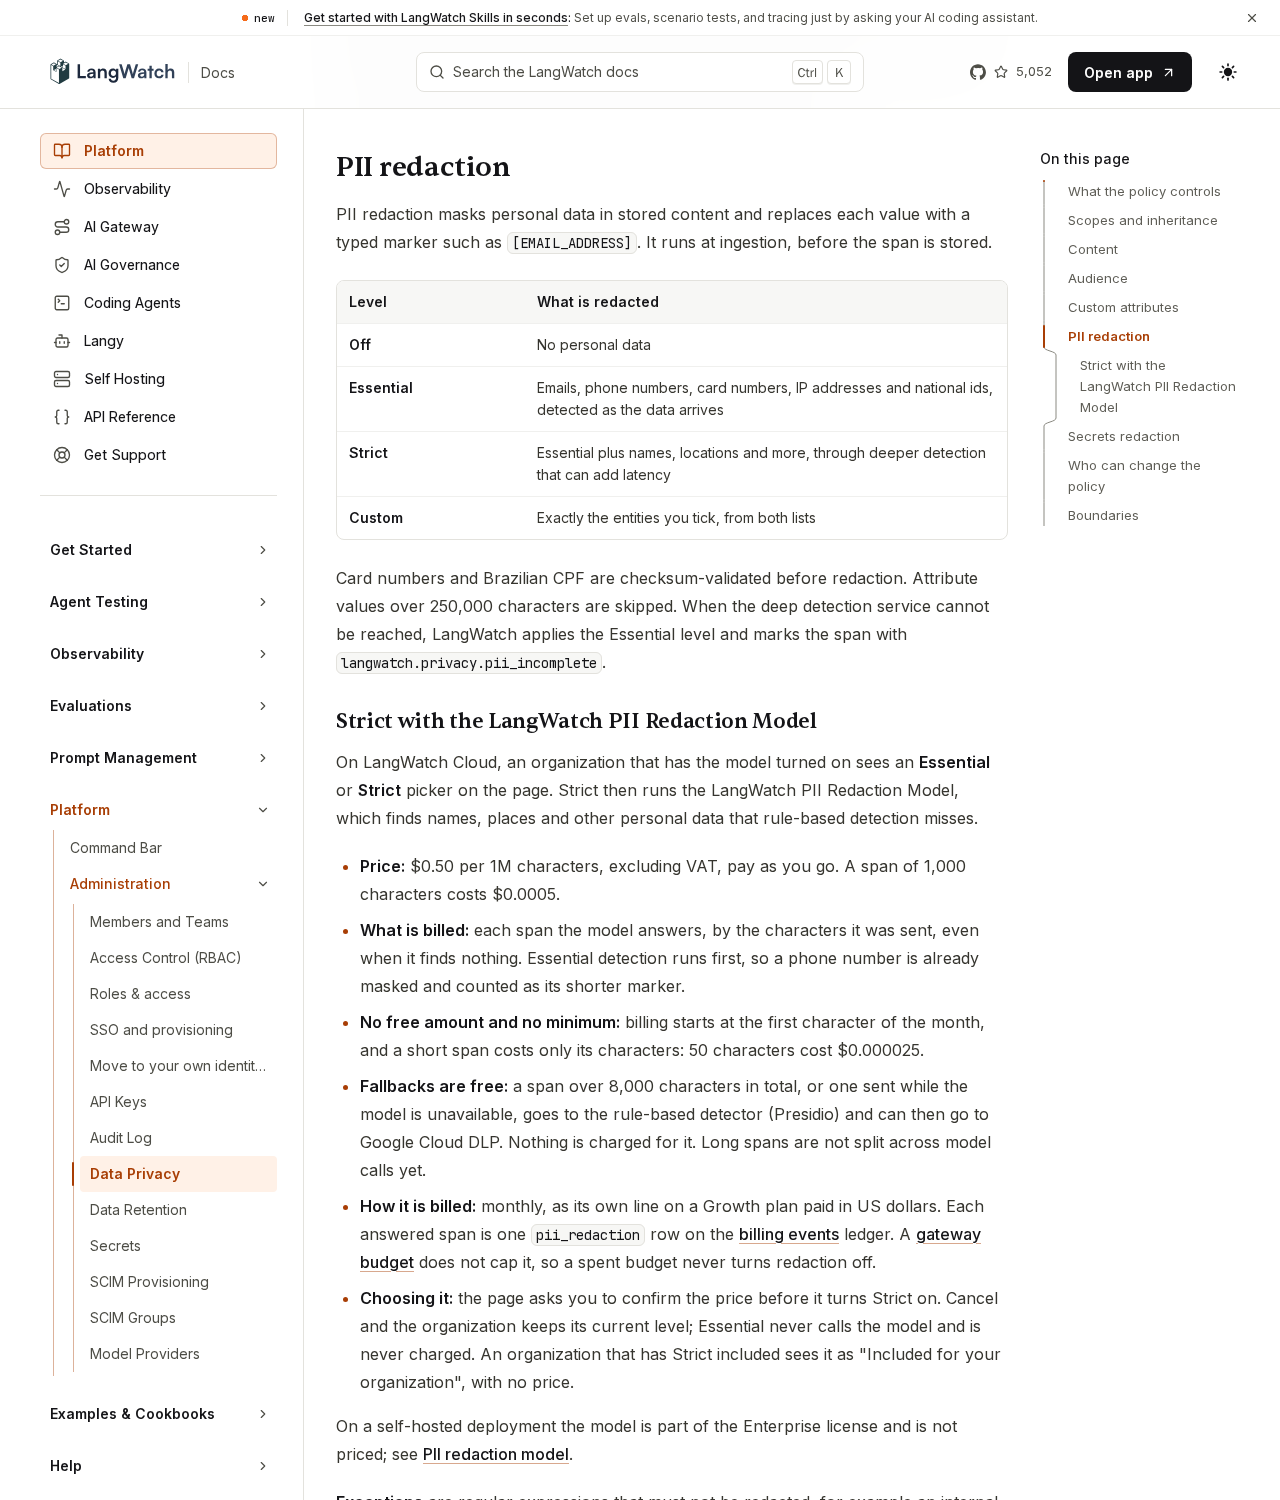 new
Get started with LangWatch Skills in seconds: Set up evals, scenario tests, and tracing just by asking your AI coding assistant.
LangWatch
Docs
Search the LangWatch docs
Ctrl K
5,052
Open app
Platform
Observability
AI Gateway
AI Governance
Coding Agents
Langy
Self Hosting
API Reference
Get Support
Get Started
Agent Testing
Observability
Evaluations
Prompt Management
Platform
Command Bar
Administration
Members and Teams
Access Control (RBAC)
Roles & access
SSO and provisioning
Move to your own identit...
API Keys
Audit Log
Data Privacy
Data Retention
Secrets
SCIM Provisioning
SCIM Groups
Model Providers
Examples & Cookbooks
Help
PII redaction
PII redaction masks personal data in stored content and replaces each value with a
typed marker such as [EMAIL_ADDRESS]. It runs at ingestion, before the span is stored.
Level What is redacted
Off No personal data
Essential Emails, phone numbers, card numbers, IP addresses and national ids,
detected as the data arrives
Strict Essential plus names, locations and more, through deeper detection
that can add latency
Custom Exactly the entities you tick, from both lists
Card numbers and Brazilian CPF are checksum-validated before redaction. Attribute
values over 250,000 characters are skipped. When the deep detection service cannot
be reached, LangWatch applies the Essential level and marks the span with
langwatch.privacy.pii_incomplete.
Strict with the LangWatch PII Redaction Model
On LangWatch Cloud, an organization that has the model turned on sees an Essential
or Strict picker on the page. Strict then runs the LangWatch PII Redaction Model,
which finds names, places and other personal data that rule-based detection misses.
Price: $0.50 per 1M characters, excluding VAT, pay as you go. A span of 1,000
characters costs $0.0005.
What is billed: each span the model answers, by the characters it was sent, even
when it finds nothing. Essential detection runs first, so a phone number is already
masked and counted as its shorter marker.
No free amount and no minimum: billing starts at the first character of the month,
and a short span costs only its characters: 50 characters cost $0.000025.
Fallbacks are free: a span over 8,000 characters in total, or one sent while the
model is unavailable, goes to the rule-based detector (Presidio) and can then go to
Google Cloud DLP. Nothing is charged for it. Long spans are not split across model
calls yet.
How it is billed: monthly, as its own line on a Growth plan paid in US dollars. Each
answered span is one pii_redaction row on the billing events ledger. A gateway
budget does not cap it, so a spent budget never turns redaction off.
Choosing it: the page asks you to confirm the price before it turns Strict on. Cancel
and the organization keeps its current level; Essential never calls the model and is
never charged. An organization that has Strict included sees it as "Included for your
organization", with no price.
On a self-hosted deployment the model is part of the Enterprise license and is not
priced; see PII redaction model.
Exceptions are regular expressions that must not be redacted, for example an internal
On this page
What the policy controls
Scopes and inheritance
Content
Audience
Custom attributes
PII redaction
Strict with the
LangWatch PII Redaction
Model
Secrets redaction
Who can change the
policy
Boundaries